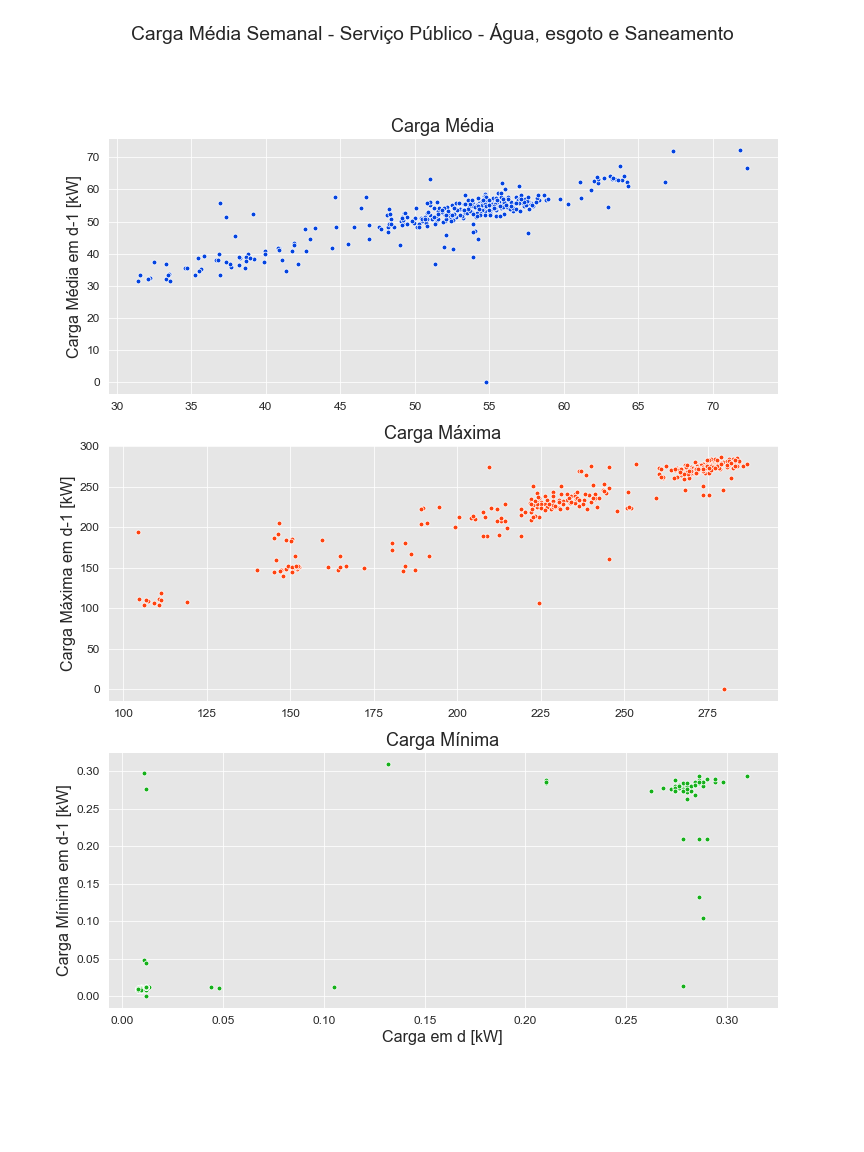 Carga Média Semanal - Serviço Público - Água, esgoto e Saneamento
Carga Média
Carga Média em d-1 [kW]
70
60
50
40
30
20
10
0
30 35 40 45 50 55 60 65 70
Carga Máxima
Carga Máxima em d-1 [kW]
300
250
200
150
100
50
0
100 125 150 175 200 225 250 275
Carga Mínima
Carga Mínima em d-1 [kW]
0.30
0.25
0.20
0.15
0.10
0.05
0.00
0.00 0.05 0.10 0.15 0.20 0.25 0.30
Carga em d [kW]